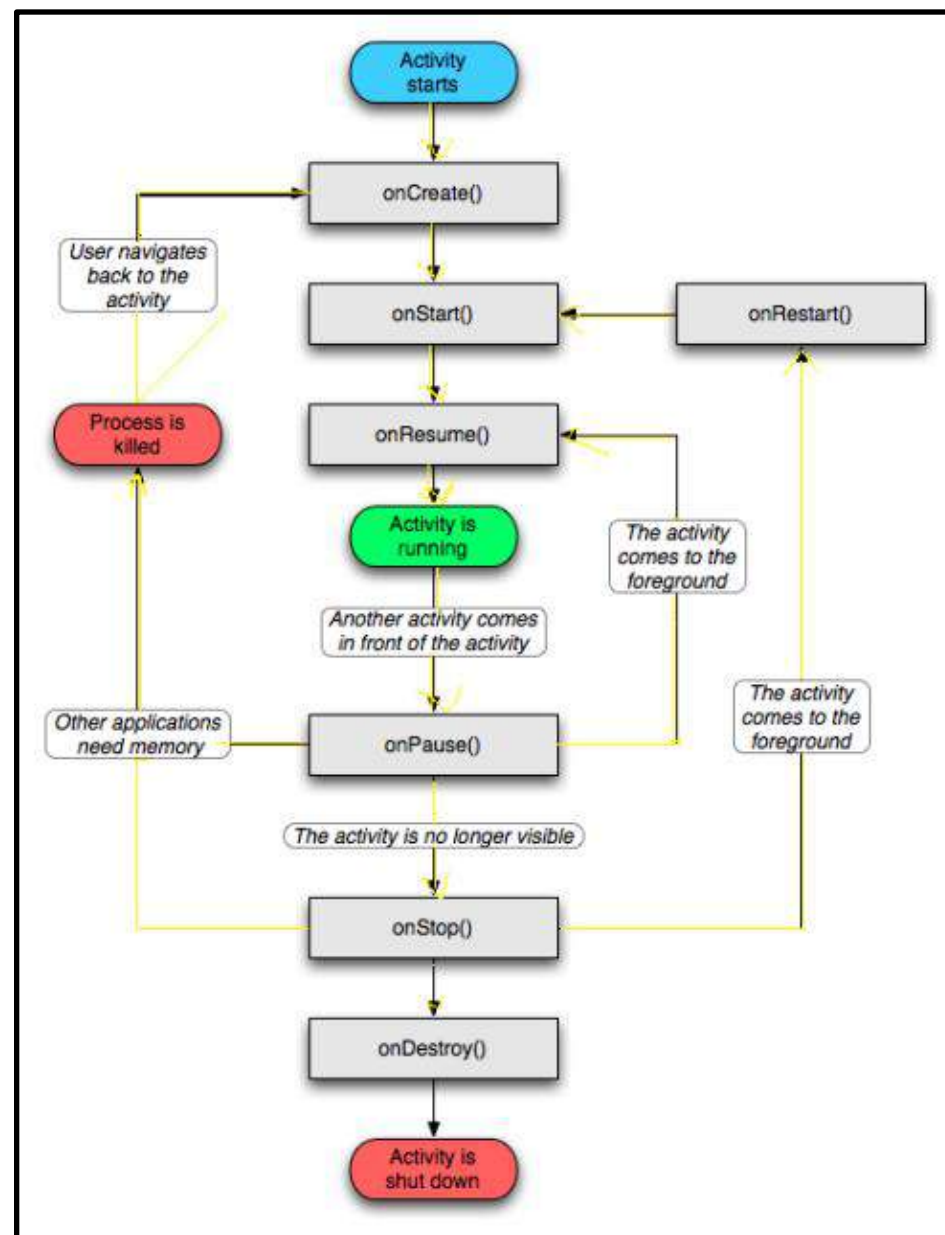 Activity
starts
onCreate()
User navigates
back to the
activity
onStart()
onRestart()
Process is
killed
onResume()
Activity is
running
The activity
comes to the
foreground
Another activity comes
in front of the activity
The activity
comes to the
foreground
Other applications
need memory
onPause()
The activity is no longer visible
onStop()
onDestroy()
Activity is
shut down